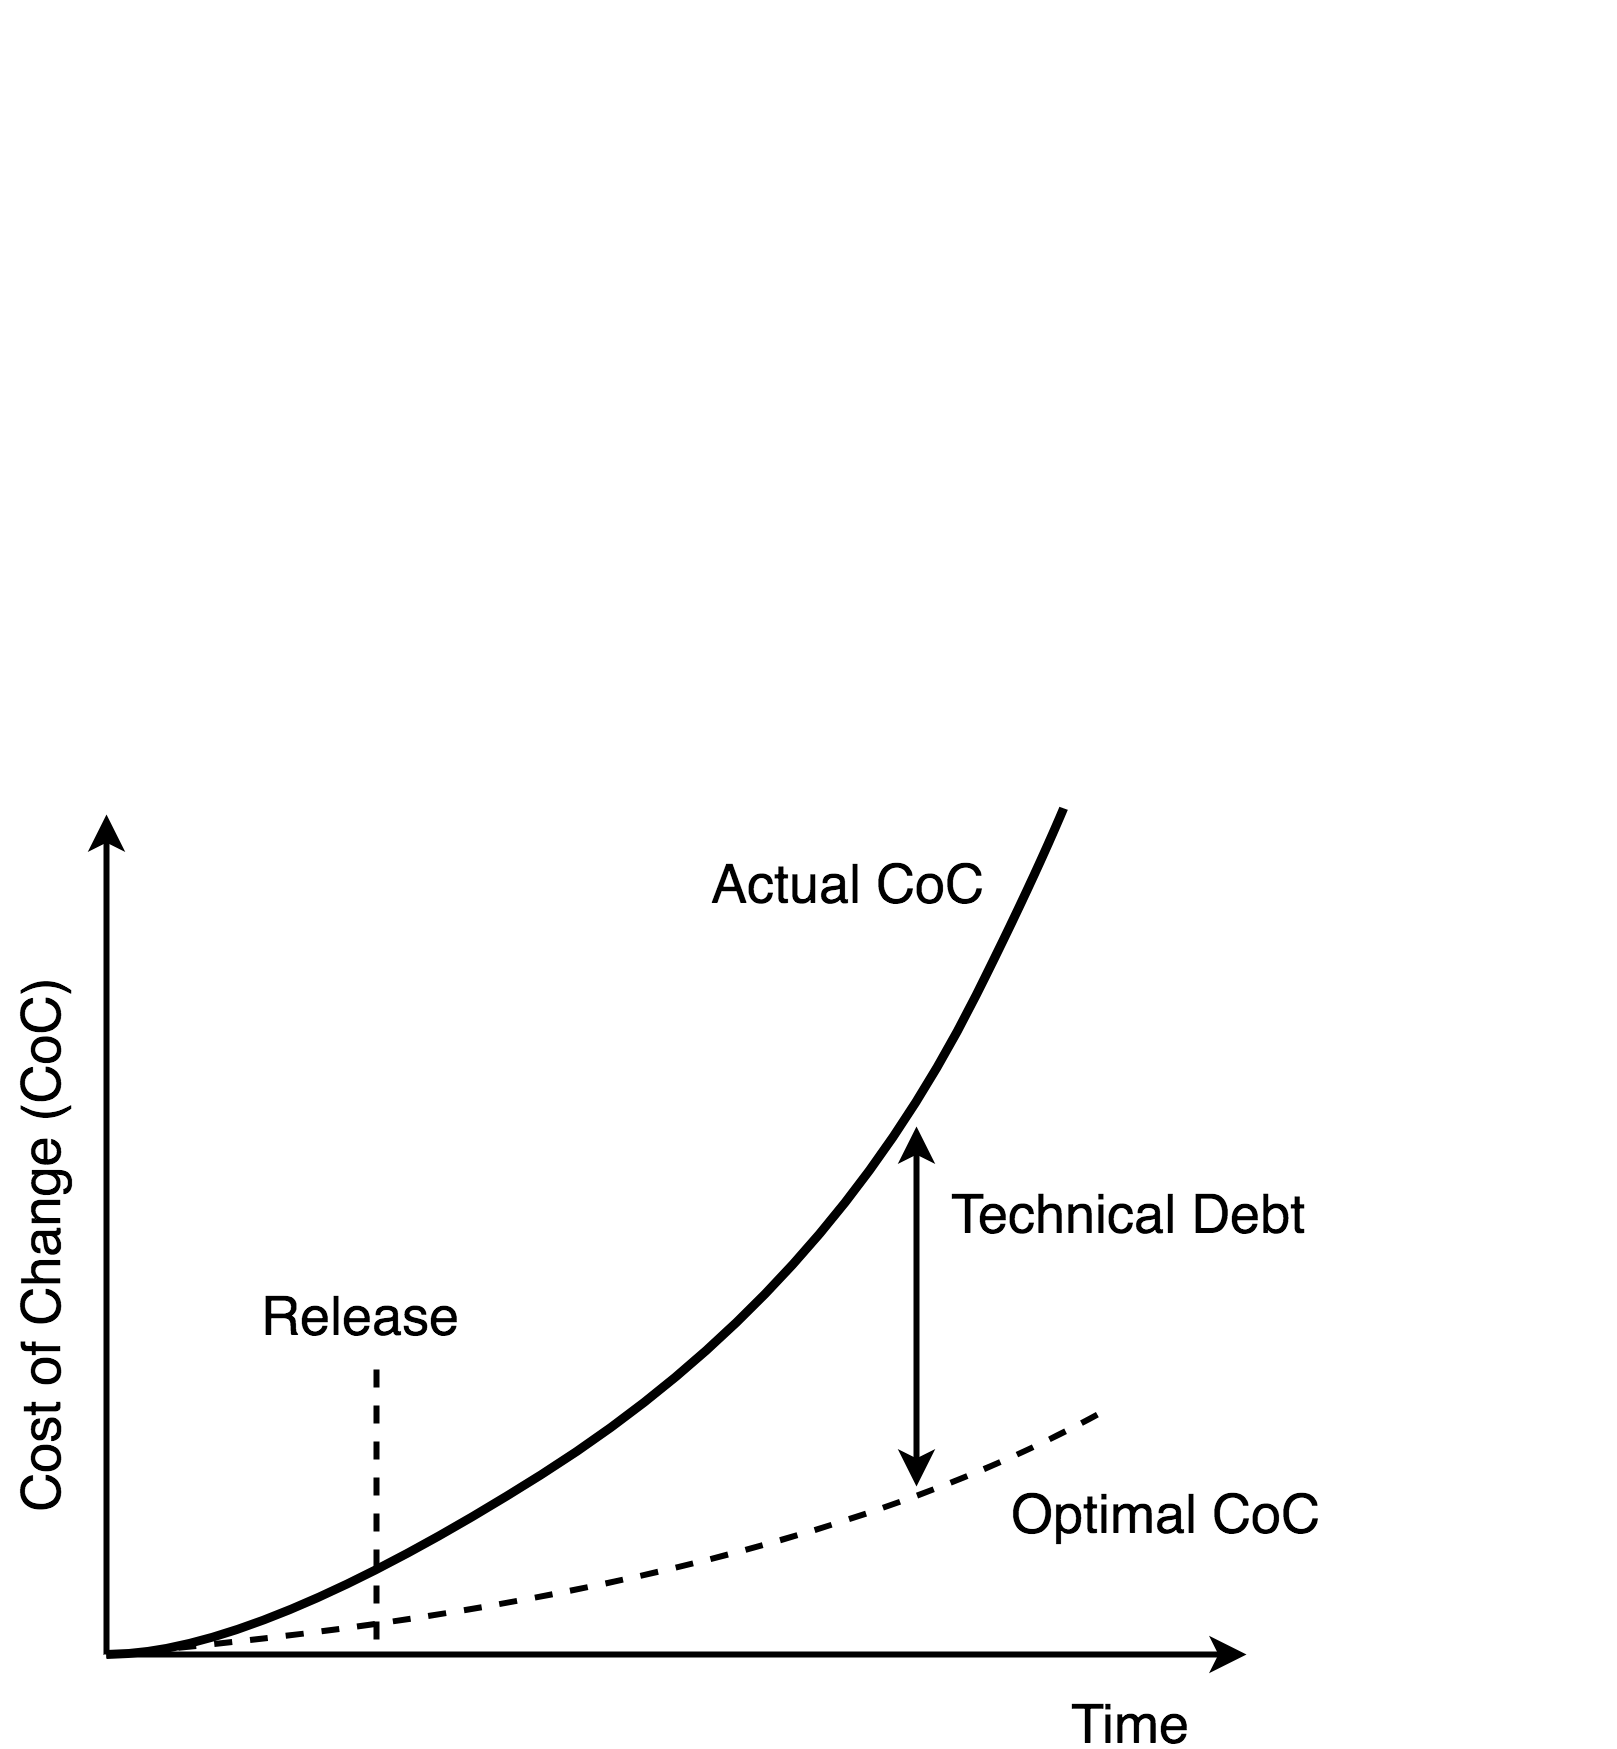 Actual CoC
Cost of Change (CoC)
Technical Debt
Release
Optimal CoC
Time